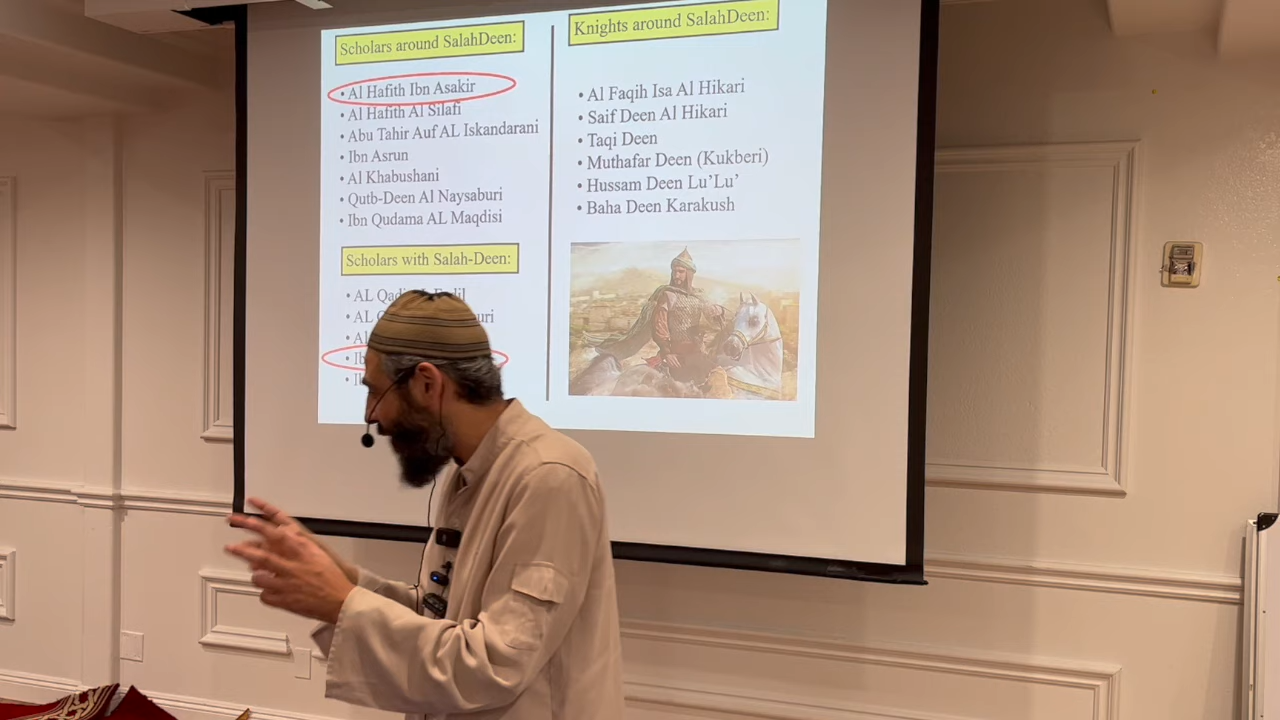 Scholars around SalahDeen:
• Al Hafith Ibn Asakir
• Al Hafith Al Silafi
• Abu Tahir Auf AL Iskandarani
• Ibn Asrun
• Al Khabushani
• Qutb-Deen Al Naysaburi
• Ibn Qudama AL Maqdisi
Scholars with Salah-Deen:
• AL
• AL
Knights around SalahDeen:
• Al Faqih Isa Al Hikari
• Saif Deen Al Hikari
• Taqi Deen
• Muthafar Deen (Kukberi)
• Hussam Deen Lu'Lu'
• Baha Deen Karakush